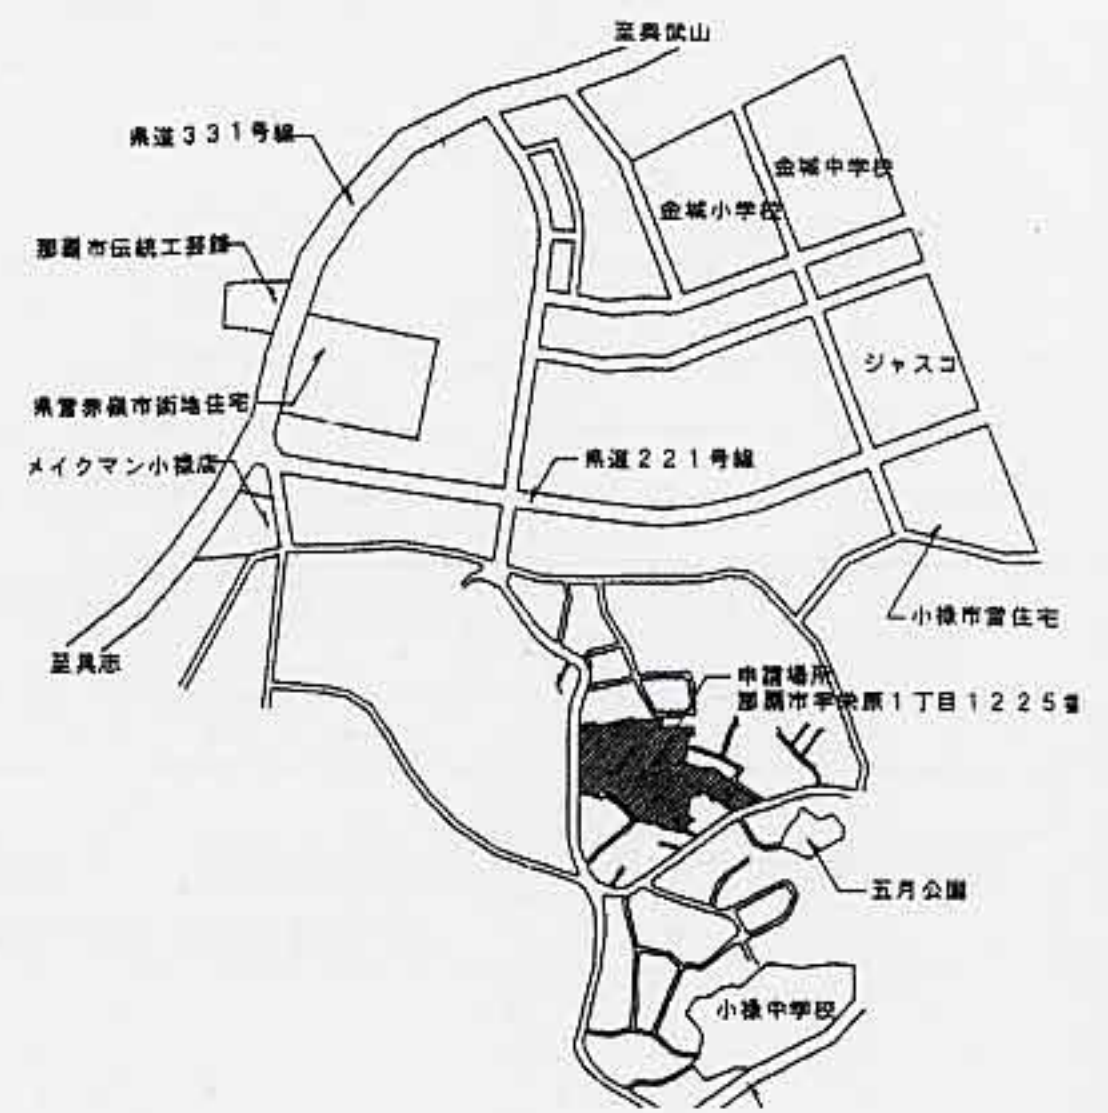 至奥武山
県道331号線
金城中学校
金城小学校
那覇市伝統工芸館
ジャスコ
県営赤嶺市街地住宅
メイクマン小禄店
県道221号線
小禄市営住宅
至具志
申請場所
那覇市字栄原1丁目1225番
五月公園
小禄中学校